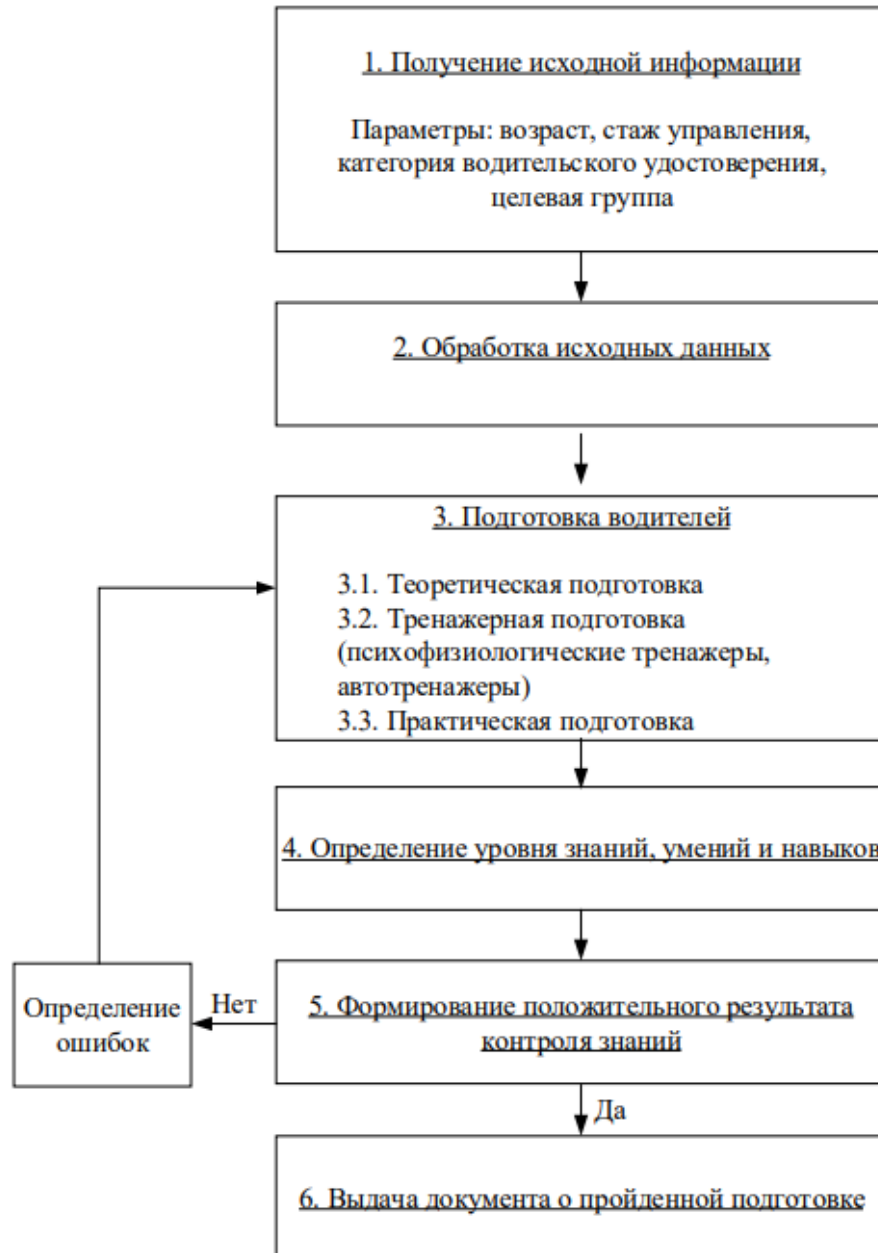 1. Получение исходной информации
Параметры: возраст, стаж управления,
категория водительского удостоверения,
целевая группа
2. Обработка исходных данных
3. Подготовка водителей
3.1. Теоретическая подготовка
3.2. Тренажерная подготовка
(психофизиологические тренажеры,
автотренажеры)
3.3. Практическая подготовка
4. Определение уровня знаний, умений и навыков
Определение
ошибок
Нет
5. Формирование положительного результата
контроля знаний
Да
6. Выдача документа о пройденной подготовке